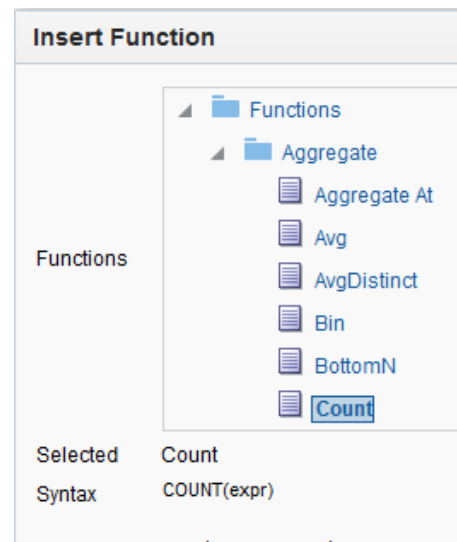 Insert Function
Functions
Aggregate
Aggregate At
Avg
Functions
AvgDistinct
Bin
BottomN
Count
Selected Count
Syntax COUNT(expr)